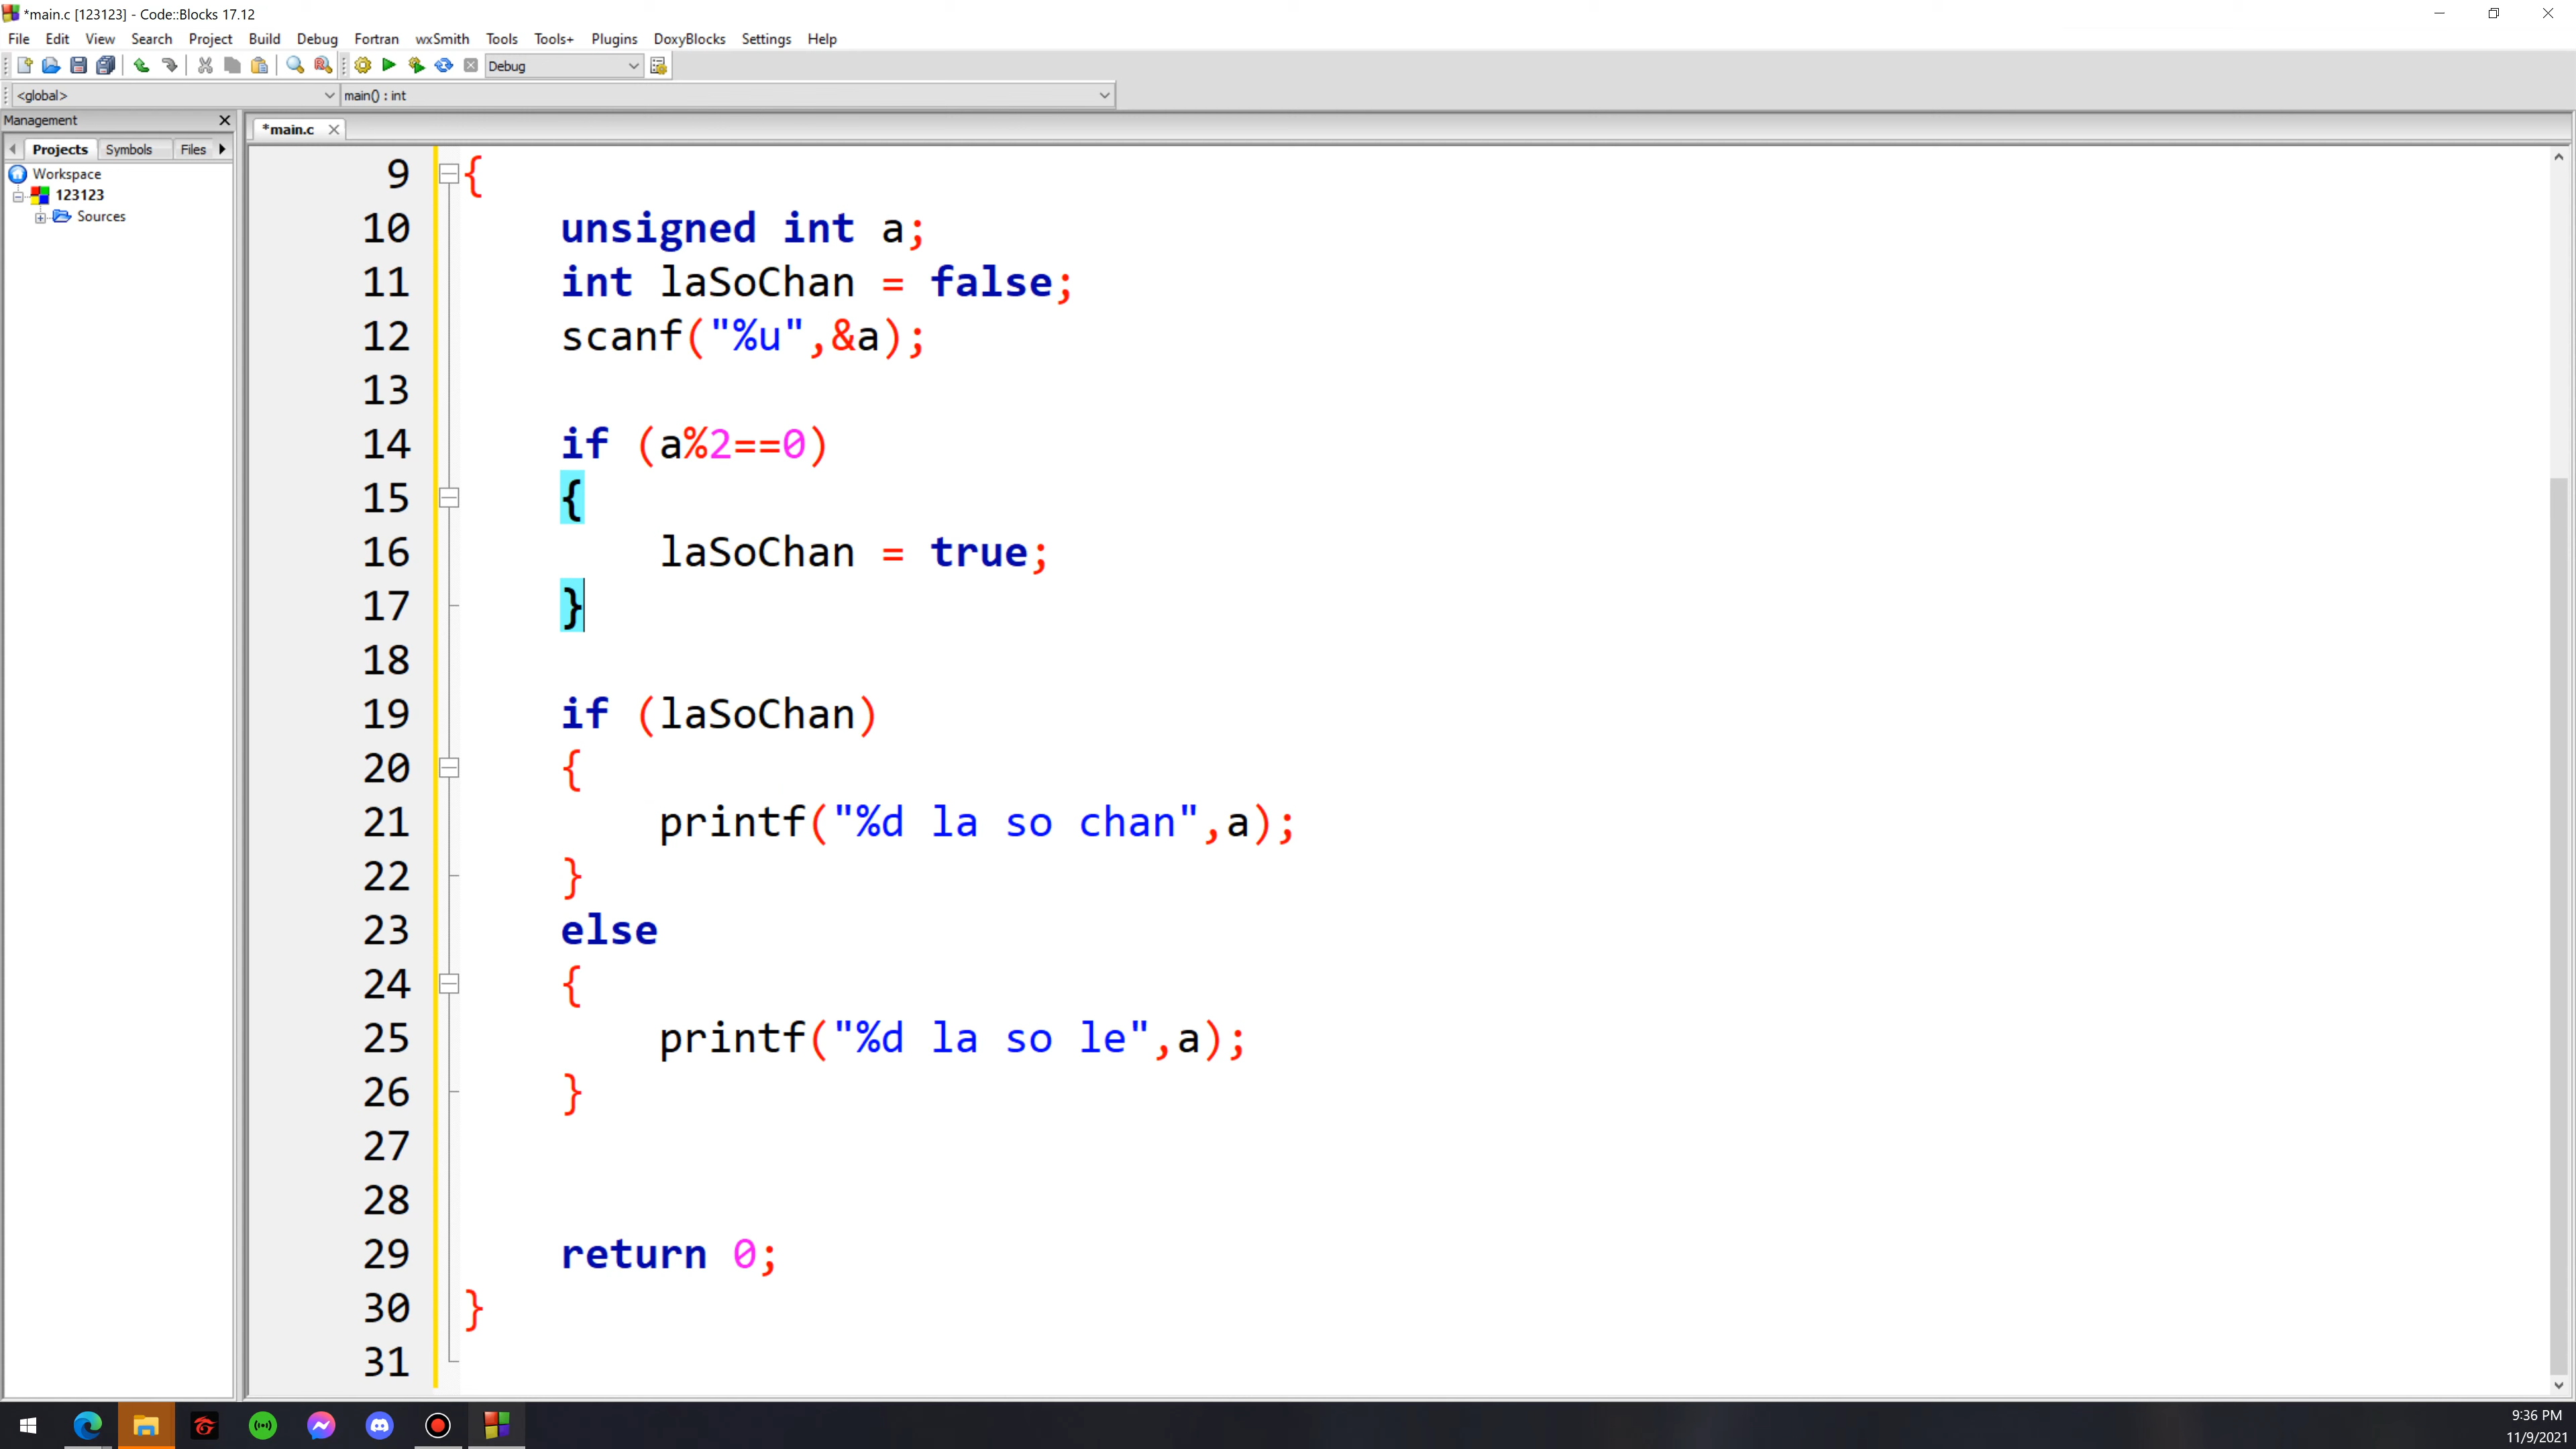 *main.c [123123] - Code::Blocks 17.12
File Edit View Search Project Build Debug Fortran wxSmith Tools Tools+ Plugins DoxyBlocks Settings Help
Debug
<global> main() : int
Management
*main.c
Projects Symbols Files
Workspace
123123
Sources
9 {
10 unsigned int a;
11 int laSoChan = false;
12 scanf("%u",&a);
13
14 if (a%2==0)
15 {
16 laSoChan = true;
17 }
18
19 if (laSoChan)
20 {
21 printf("%d la so chan",a);
22 }
23 else
24 {
25 printf("%d la so le",a);
26 }
27
28
29 return 0;
30 }
31
9:36 PM
11/9/2021